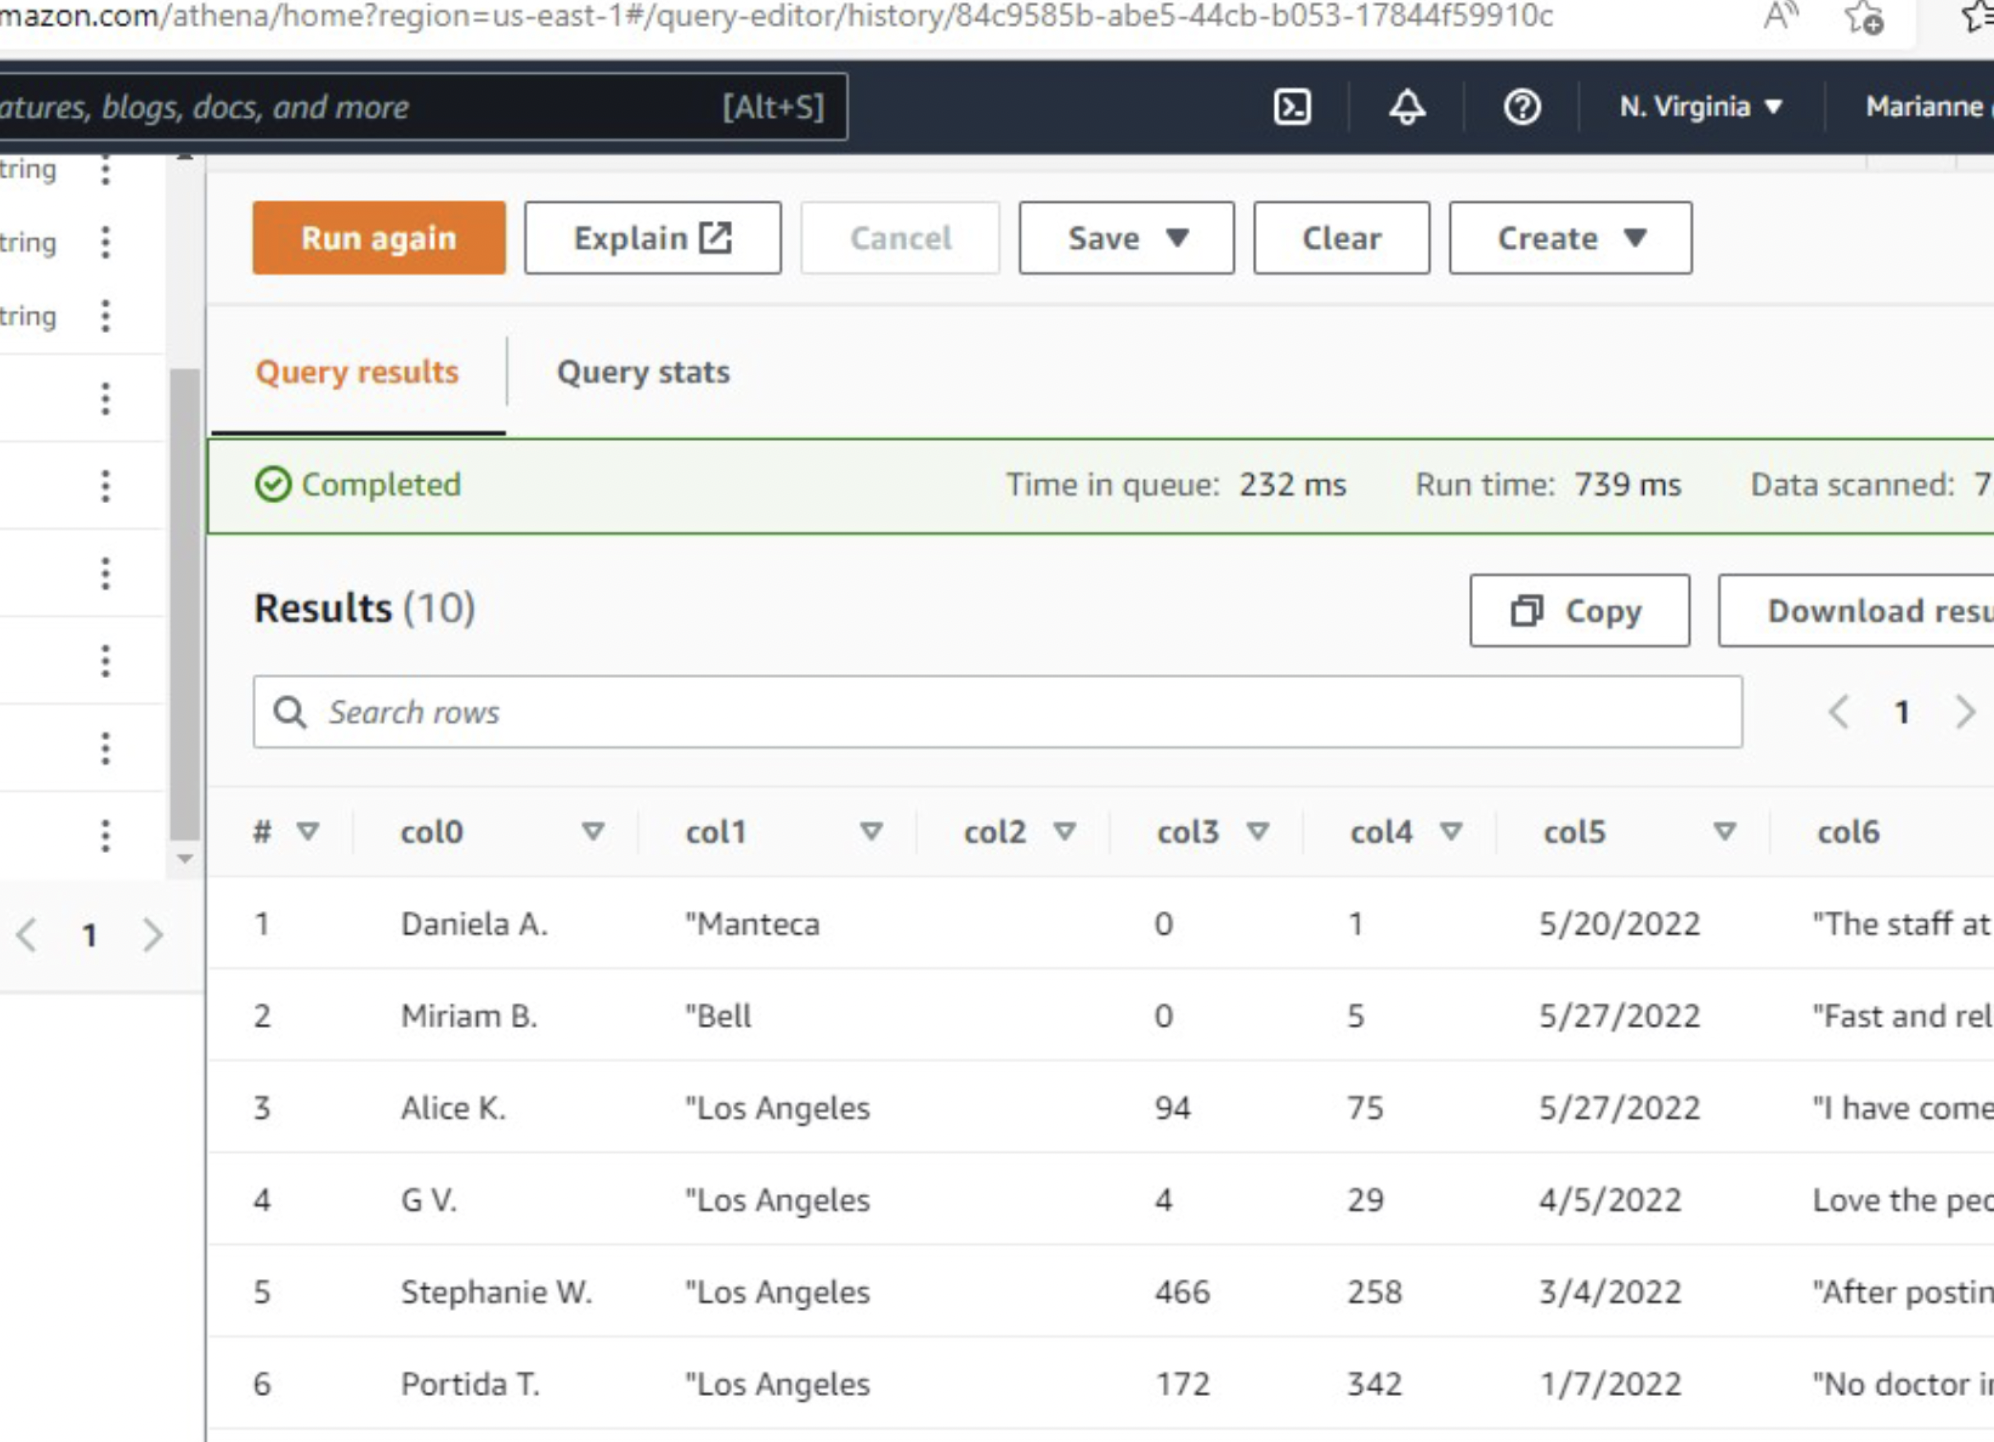 mazon.com/athena/home?region=us-east-1#/query-editor/history/84c9585b-abe5-44cb-b053-17844f59910c
atures, blogs, docs, and more [Alt+S] N. Virginia ▼ Marianne
tring
tring
tring
Run again Explain Cancel Save ▼ Clear Create ▼
Query results Query stats
Completed Time in queue: 232 ms Run time: 739 ms Data scanned: 7
Results (10) Copy Download resu
Search rows < 1 >
# col0 col1 col2 col3 col4 col5 col6
1 Daniela A. "Manteca 0 1 5/20/2022 "The staff at
< 1 >
2 Miriam B. "Bell 0 5 5/27/2022 "Fast and rel
3 Alice K. "Los Angeles 94 75 5/27/2022 "I have come
4 G V. "Los Angeles 4 29 4/5/2022 Love the peo
5 Stephanie W. "Los Angeles 466 258 3/4/2022 "After postin
6 Portida T. "Los Angeles 172 342 1/7/2022 "No doctor in